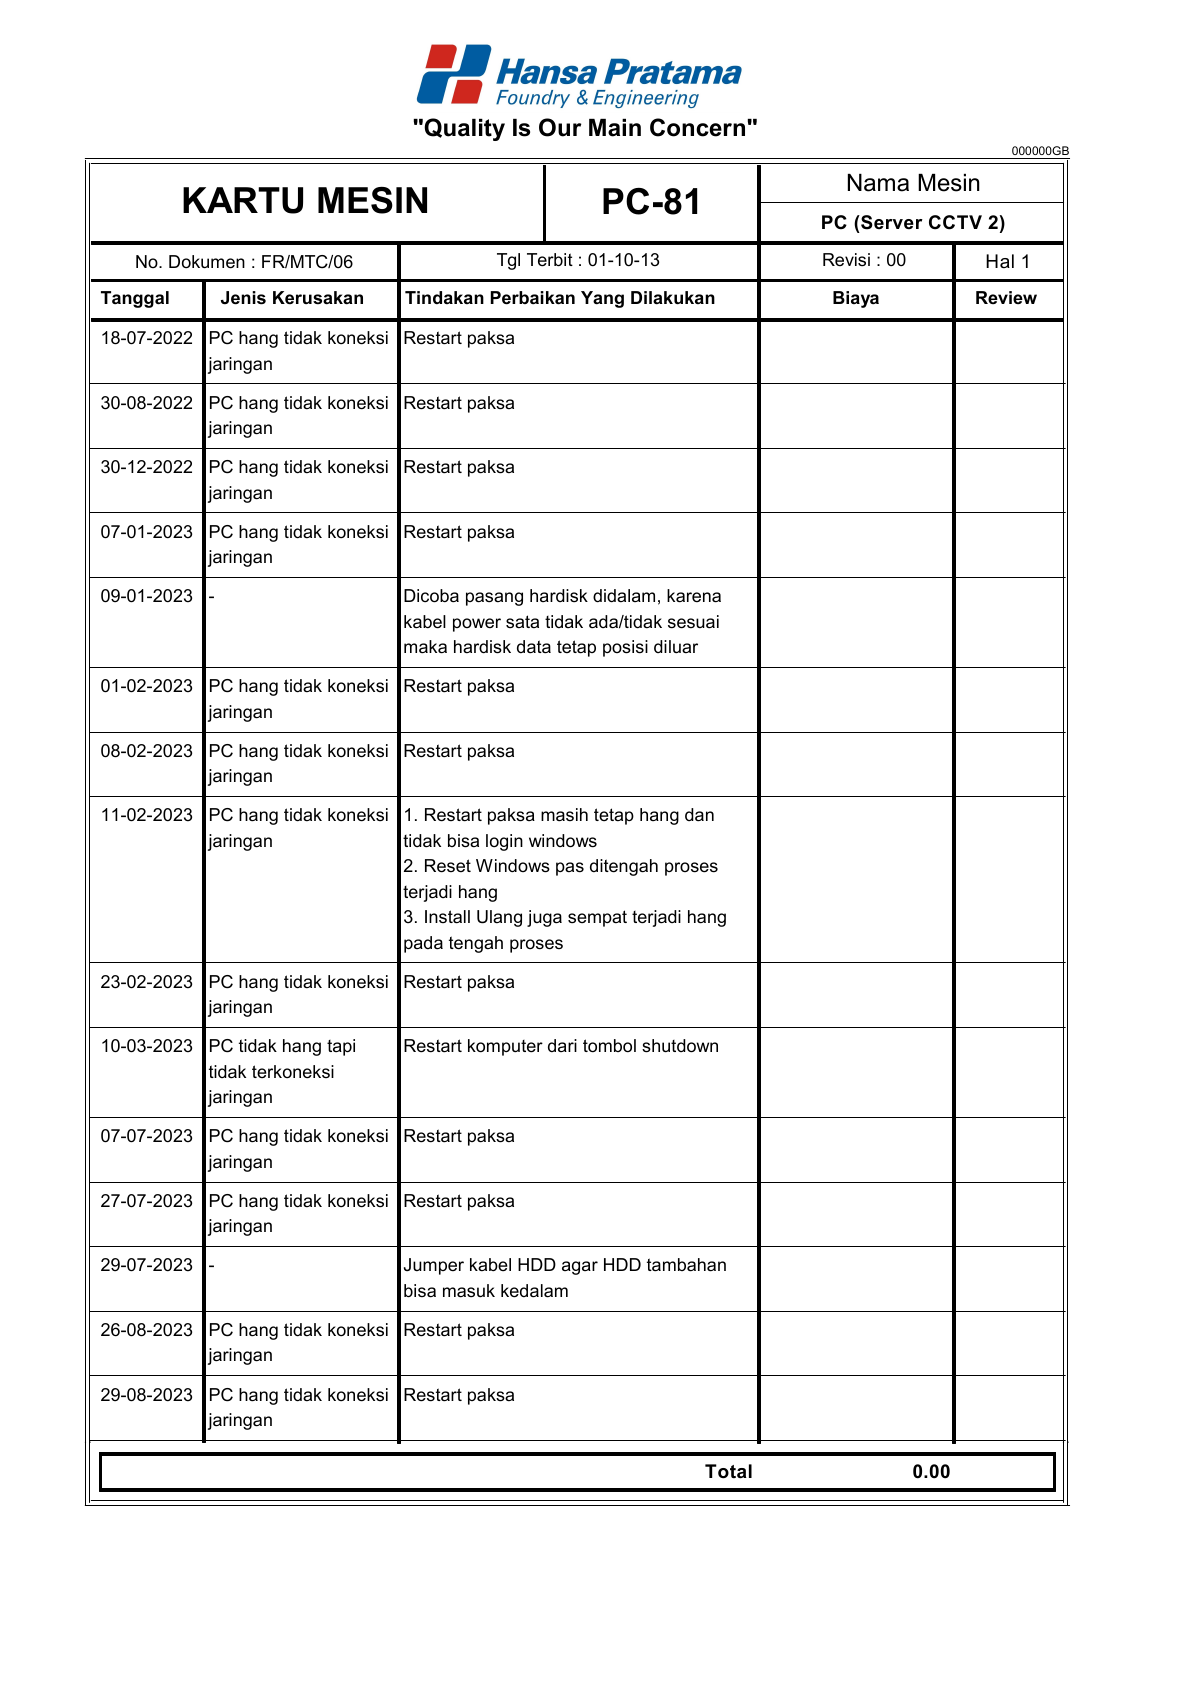 Hansa Pratama
Foundry & Engineering
"Quality Is Our Main Concern"
000000GB
KARTU MESIN
PC-81
Nama Mesin
PC (Server CCTV 2)
No. Dokumen : FR/MTC/06
Tgl Terbit : 01-10-13
Revisi : 00
Hal 1
Tanggal
Jenis Kerusakan
Tindakan Perbaikan Yang Dilakukan
Biaya
Review
18-07-2022
PC hang tidak koneksi
jaringan
Restart paksa
30-08-2022
PC hang tidak koneksi
jaringan
Restart paksa
30-12-2022
PC hang tidak koneksi
jaringan
Restart paksa
07-01-2023
PC hang tidak koneksi
jaringan
Restart paksa
09-01-2023
-
Dicoba pasang hardisk didalam, karena
kabel power sata tidak ada/tidak sesuai
maka hardisk data tetap posisi diluar
01-02-2023
PC hang tidak koneksi
jaringan
Restart paksa
08-02-2023
PC hang tidak koneksi
jaringan
Restart paksa
11-02-2023
PC hang tidak koneksi
jaringan
1. Restart paksa masih tetap hang dan
tidak bisa login windows
2. Reset Windows pas ditengah proses
terjadi hang
3. Install Ulang juga sempat terjadi hang
pada tengah proses
23-02-2023
PC hang tidak koneksi
jaringan
Restart paksa
10-03-2023
PC tidak hang tapi
tidak terkoneksi
jaringan
Restart komputer dari tombol shutdown
07-07-2023
PC hang tidak koneksi
jaringan
Restart paksa
27-07-2023
PC hang tidak koneksi
jaringan
Restart paksa
29-07-2023
-
Jumper kabel HDD agar HDD tambahan
bisa masuk kedalam
26-08-2023
PC hang tidak koneksi
jaringan
Restart paksa
29-08-2023
PC hang tidak koneksi
jaringan
Restart paksa
Total
0.00